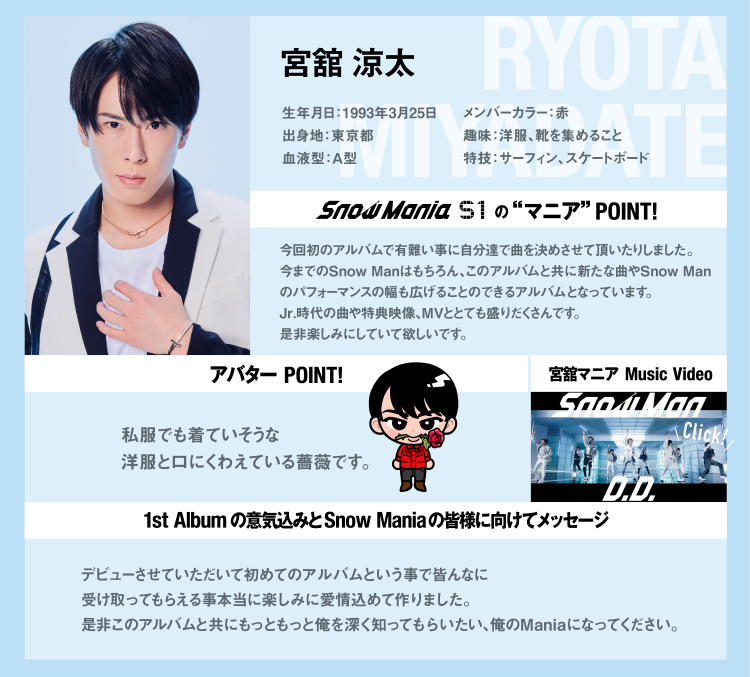 RYOTA
MIYADATE
宮舘 涼太
生年月日：1993年3月25日
メンバーカラー：赤
出身地：東京都
趣味：洋服、靴を集めること
血液型：A型
特技：サーフィン、スケートボード
Snow Mania S1 の “マニア” POINT!
今回初のアルバムで有難い事に自分達で曲を決めさせて頂いたりしました。
今までのSnow Manはもちろん、このアルバムと共に新たな曲やSnow Man
のパフォーマンスの幅も広げることのできるアルバムとなっています。
Jr.時代の曲や特典映像、MVととても盛りだくさんです。
是非楽しみにしていて欲しいです。
アバター POINT!
私服でも着ていそうな
洋服と口にくわえている薔薇です。
宮舘マニア Music Video
Snow Man
Click!
D.D.
1st Album の意気込みとSnow Maniaの皆様に向けてメッセージ
デビューさせていただいて初めてのアルバムという事で皆んなに
受け取ってもらえる事本当に楽しみに愛情込めて作りました。
是非このアルバムと共にもっともっと俺を深く知ってもらいたい、俺のManiaになってください。